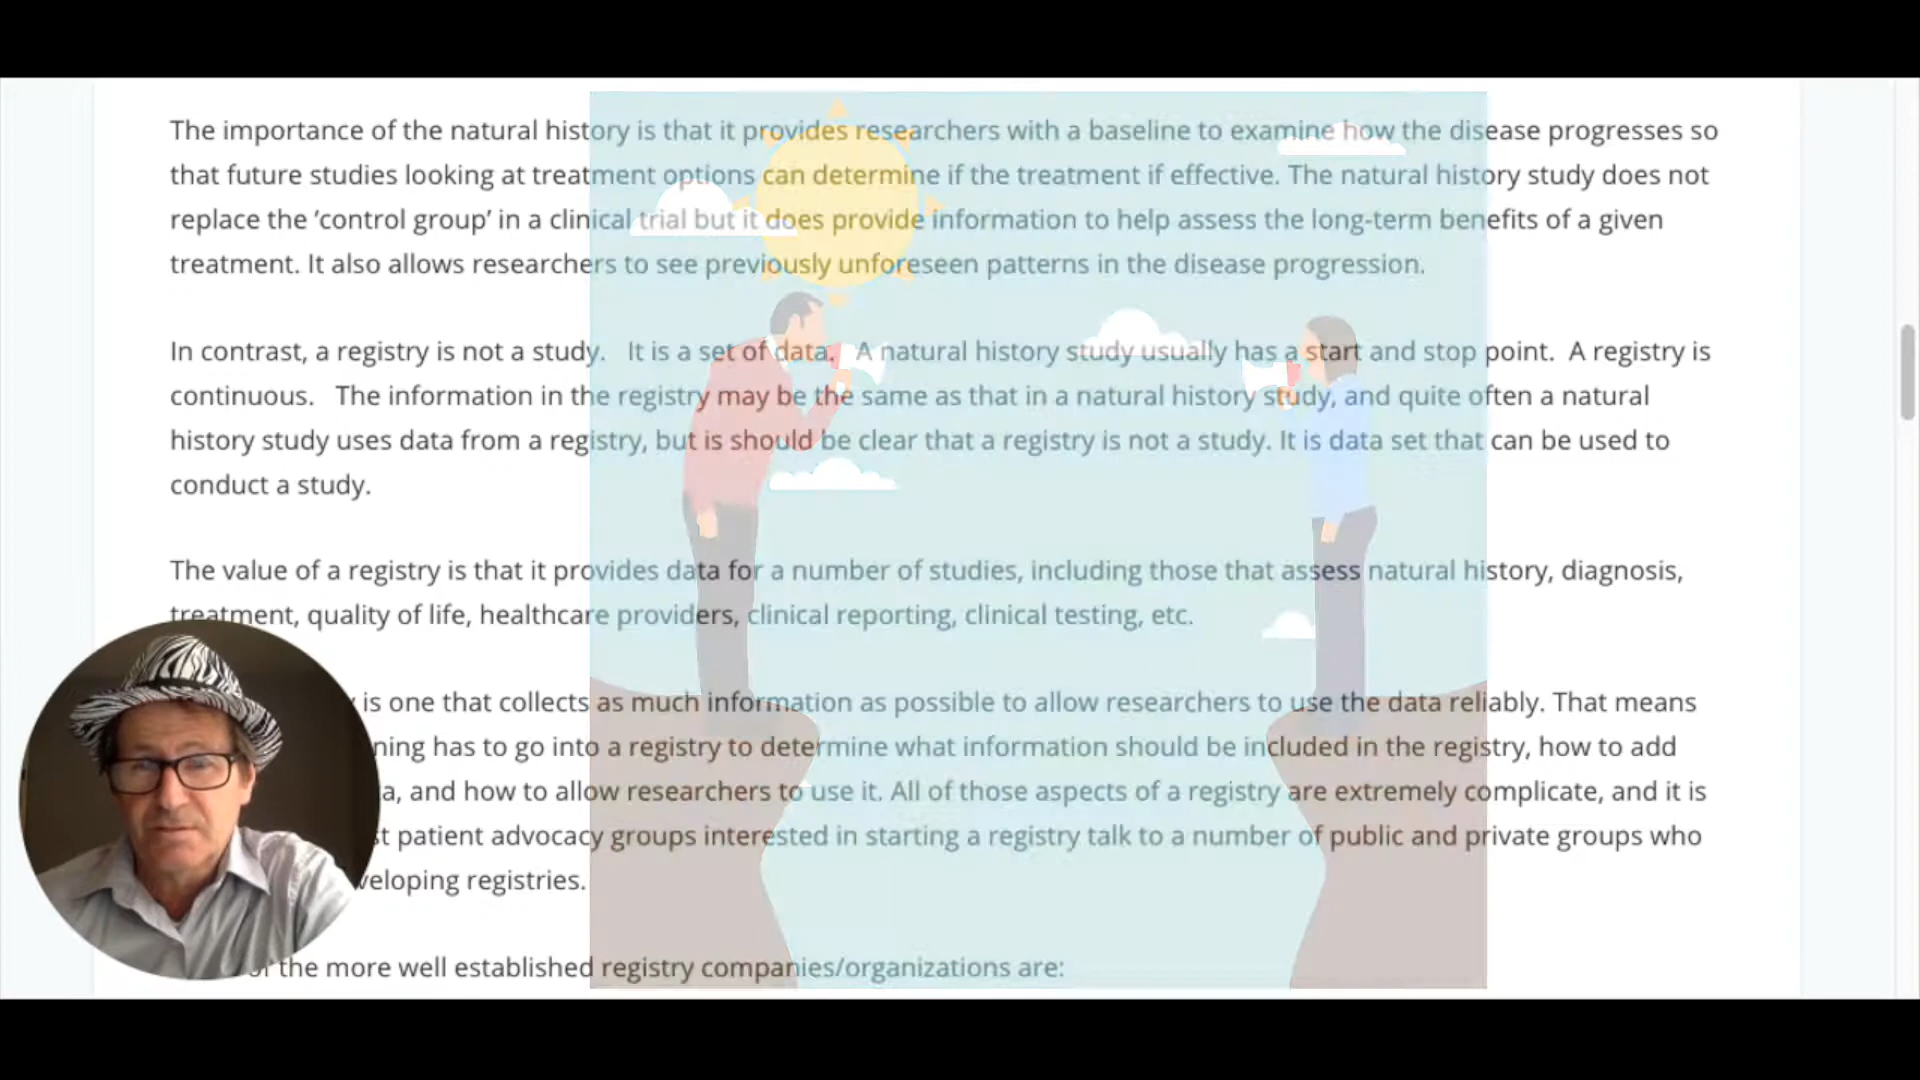 The importance of the natural history is that it provides researchers with a baseline to examine how the disease progresses so
that future studies looking at treatment options can determine if the treatment if effective. The natural history study does not
replace the ‘control group’ in a clinical trial but it does provide information to help assess the long-term benefits of a given
treatment. It also allows researchers to see previously unforeseen patterns in the disease progression.
In contrast, a registry is not a study. It is a set of data. A natural history study usually has a start and stop point. A registry is
continuous. The information in the registry may be the same as that in a natural history study, and quite often a natural
history study uses data from a registry, but is should be clear that a registry is not a study. It is data set that can be used to
conduct a study.
The value of a registry is that it provides data for a number of studies, including those that assess natural history, diagnosis,
treatment, quality of life, healthcare providers, clinical reporting, clinical testing, etc.
is one that collects as much information as possible to allow researchers to use the data reliably. That means
has to go into a registry to determine what information should be included in the registry, how to add
and how to allow researchers to use it. All of those aspects of a registry are extremely complicate, and it is
patient advocacy groups interested in starting a registry talk to a number of public and private groups who
registries.
the more well established registry companies/organizations are: